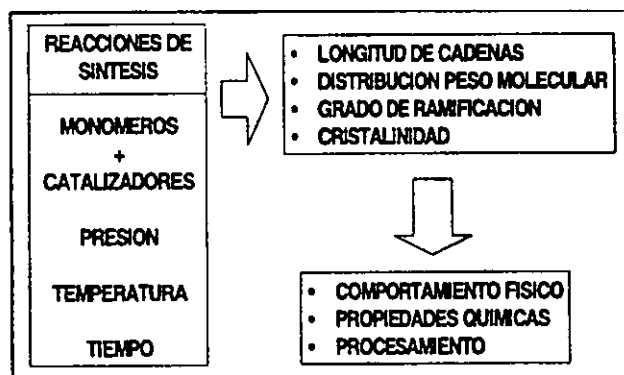 REACCIONES DE
SINTESIS
MONOMEROS
+
CATALIZADORES
PRESION
TEMPERATURA
TIEMPO
• LONGITUD DE CADENAS
• DISTRIBUCION PESO MOLECULAR
• GRADO DE RAMIFICACION
• CRISTALINIDAD
• COMPORTAMIENTO FISICO
• PROPIEDADES QUIMICAS
• PROCESAMIENTO